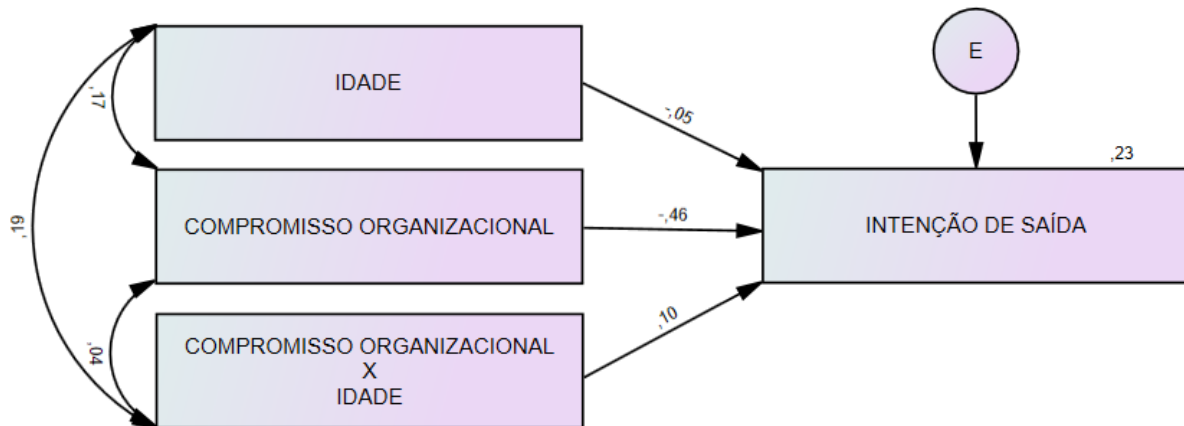 E
IDADE
,17
-,05
,23
COMPROMISSO ORGANIZACIONAL
-,46
INTENÇÃO DE SAÍDA
,19
,04
COMPROMISSO ORGANIZACIONAL
X
IDADE
,10